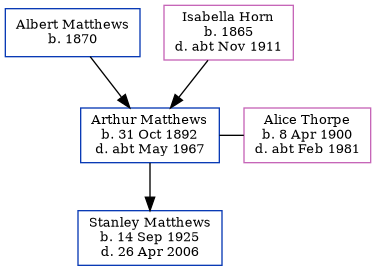 Albert Matthews
b. 1870
Isabella Horn
b. 1865
d. abt Nov 1911
Arthur Matthews
b. 31 Oct 1892
d. abt May 1967
Alice Thorpe
b. 8 Apr 1900
d. abt Feb 1981
Stanley Matthews
b. 14 Sep 1925
d. 26 Apr 2006